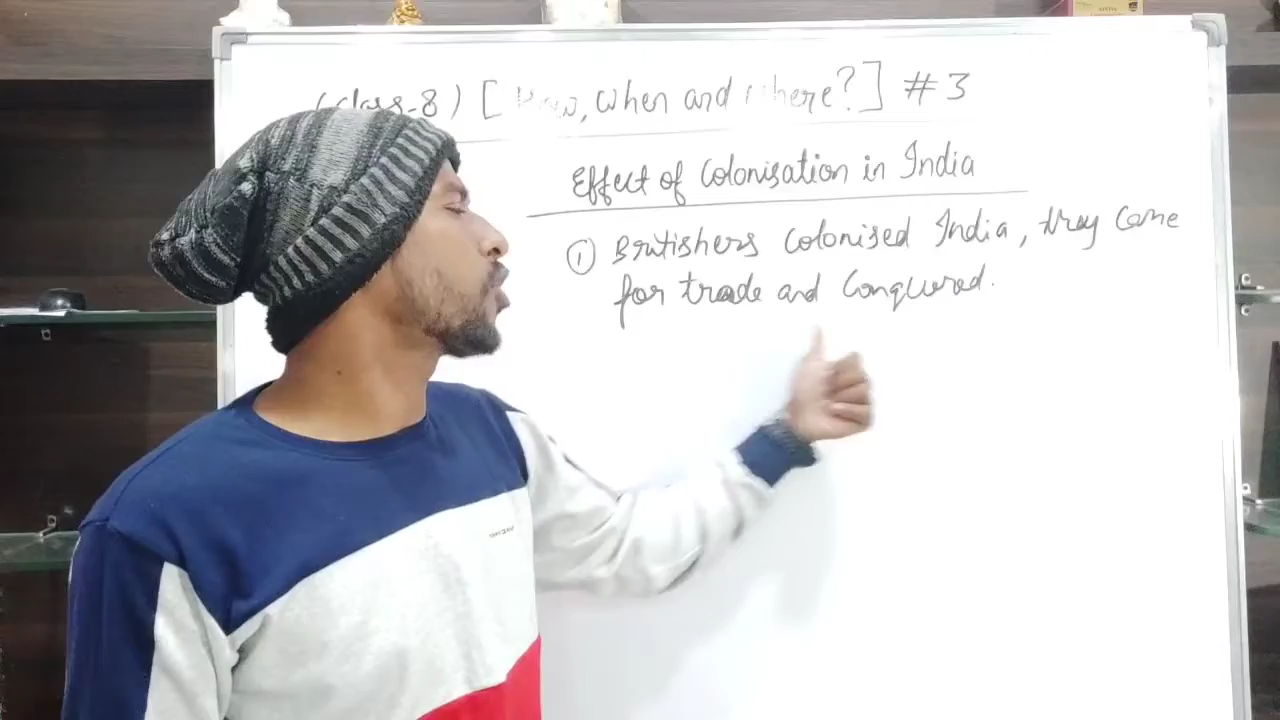 (Class-8) [How, When and Where?] #3
Effect of Colonisation in India
① Britishers Colonised India, they Came
for trade and Conquered.